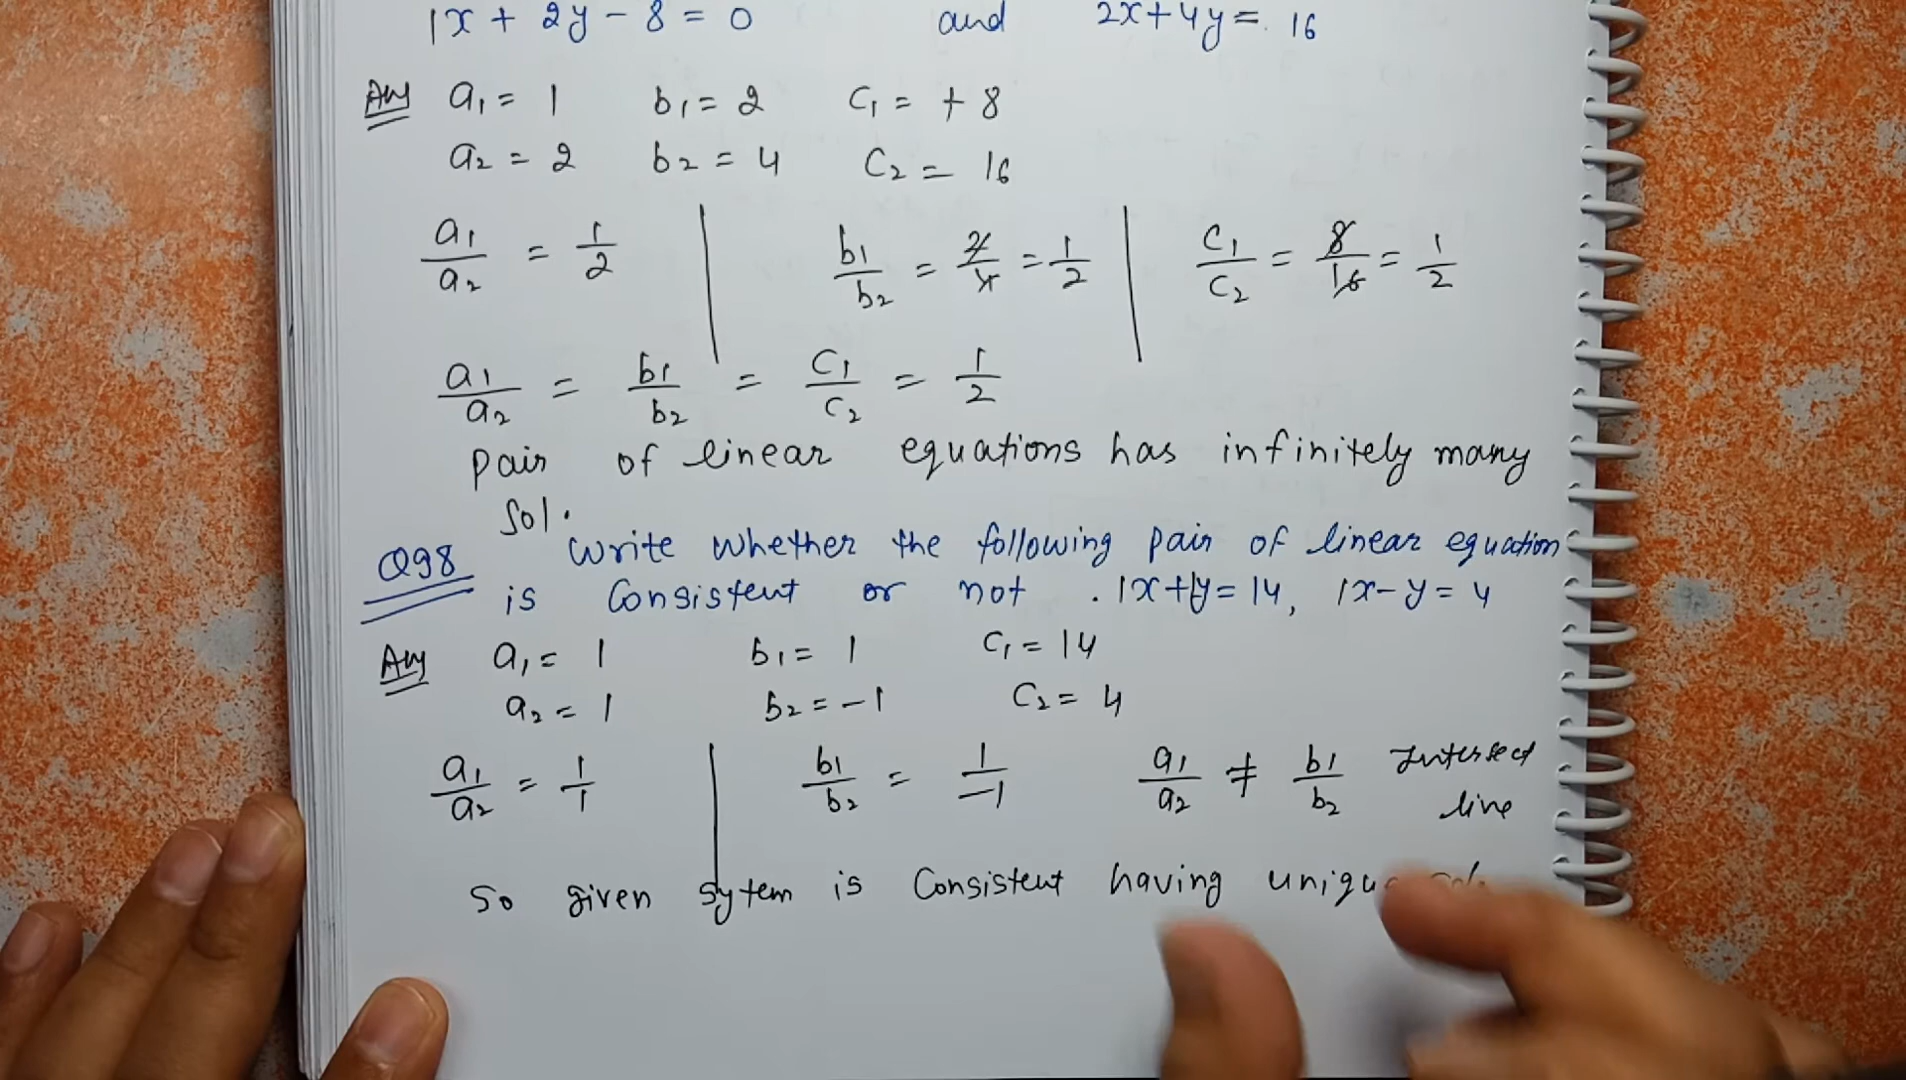 1x + 2y - 8 = 0 and 2x + 4y = 16
Ans a₁ = 1 b₁ = 2 C₁ = + 8
a₂ = 2 b₂ = 4 C₂ = 16
a₁/a₂ = 1/2 | b₁/b₂ = 2/4 = 1/2 | C₁/C₂ = 8/16 = 1/2
a₁/a₂ = b₁/b₂ = C₁/C₂ = 1/2
Pair of linear equations has infinitely many
Sol.
Q98 Write whether the following pair of linear equation
is Consistent or not . 1x+1y = 14, 1x-y = 4
Ans a₁ = 1 b₁ = 1 C₁ = 14
a₂ = 1 b₂ = -1 C₂ = 4
a₁/a₂ = 1/1 | b₁/b₂ = 1/-1 a₁/a₂ ≠ b₁/b₂ Intersect
line
So given sytem is Consistent having